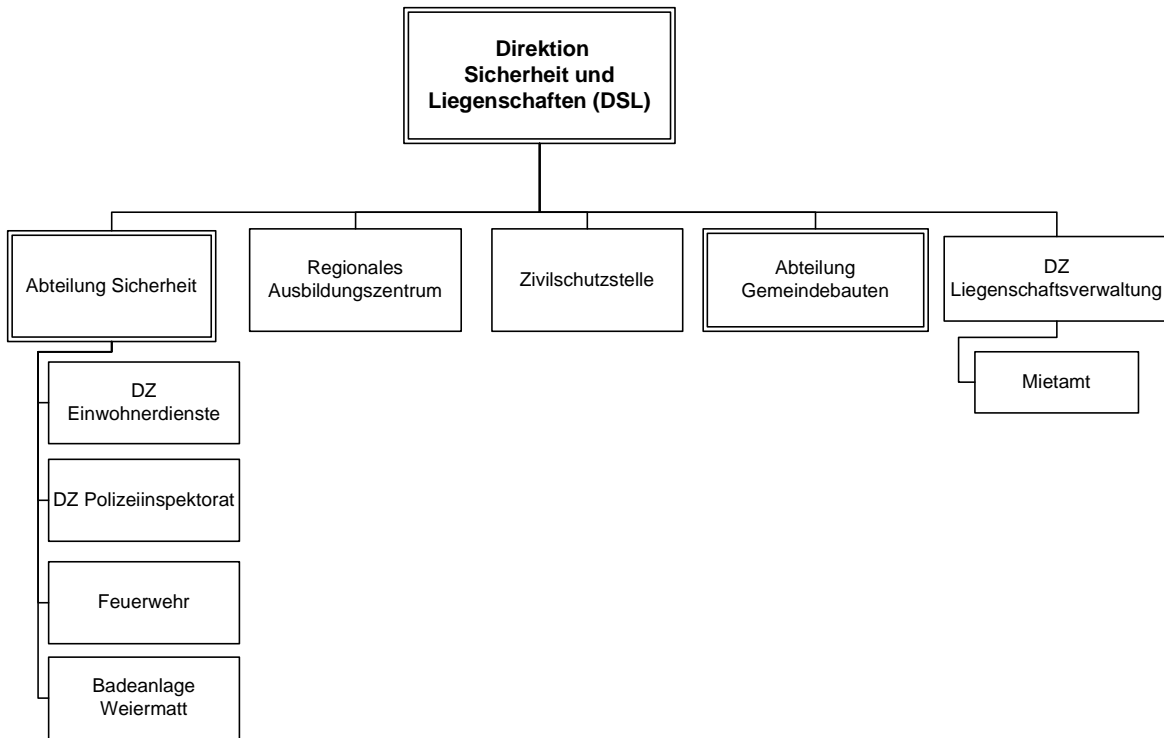 Direktion
Sicherheit und
Liegenschaften (DSL)
Abteilung Sicherheit
Regionales
Ausbildungszentrum
Zivilschutzstelle
Abteilung
Gemeindebauten
DZ
Liegenschaftsverwaltung
Mietamt
DZ
Einwohnerdienste
DZ Polizeiinspektorat
Feuerwehr
Badeanlage
Weiermatt